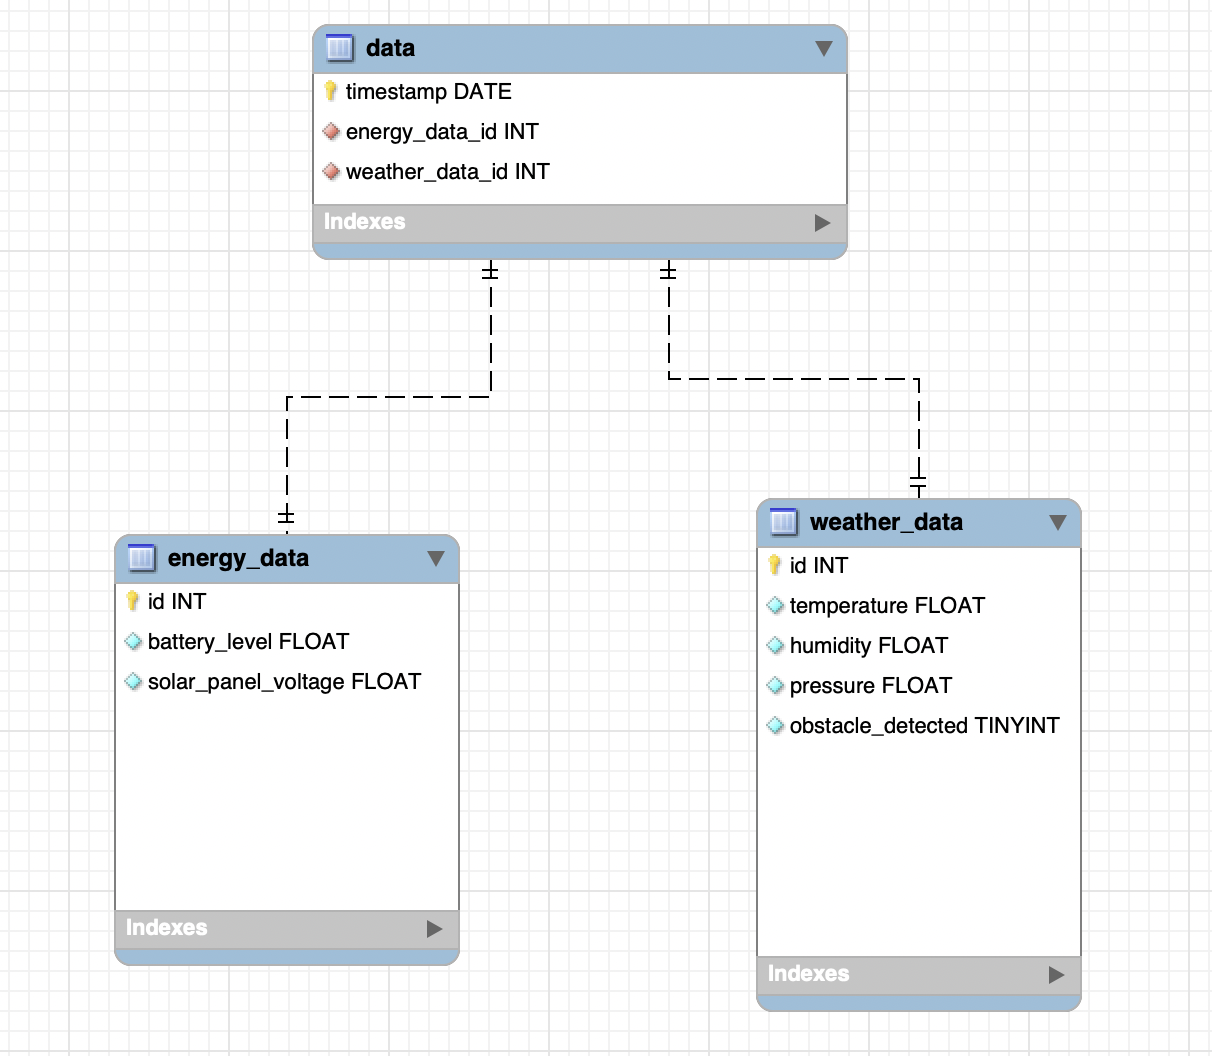 data
timestamp DATE
energy_data_id INT
weather_data_id INT
Indexes
energy_data
id INT
battery_level FLOAT
solar_panel_voltage FLOAT
Indexes
weather_data
id INT
temperature FLOAT
humidity FLOAT
pressure FLOAT
obstacle_detected TINYINT
Indexes